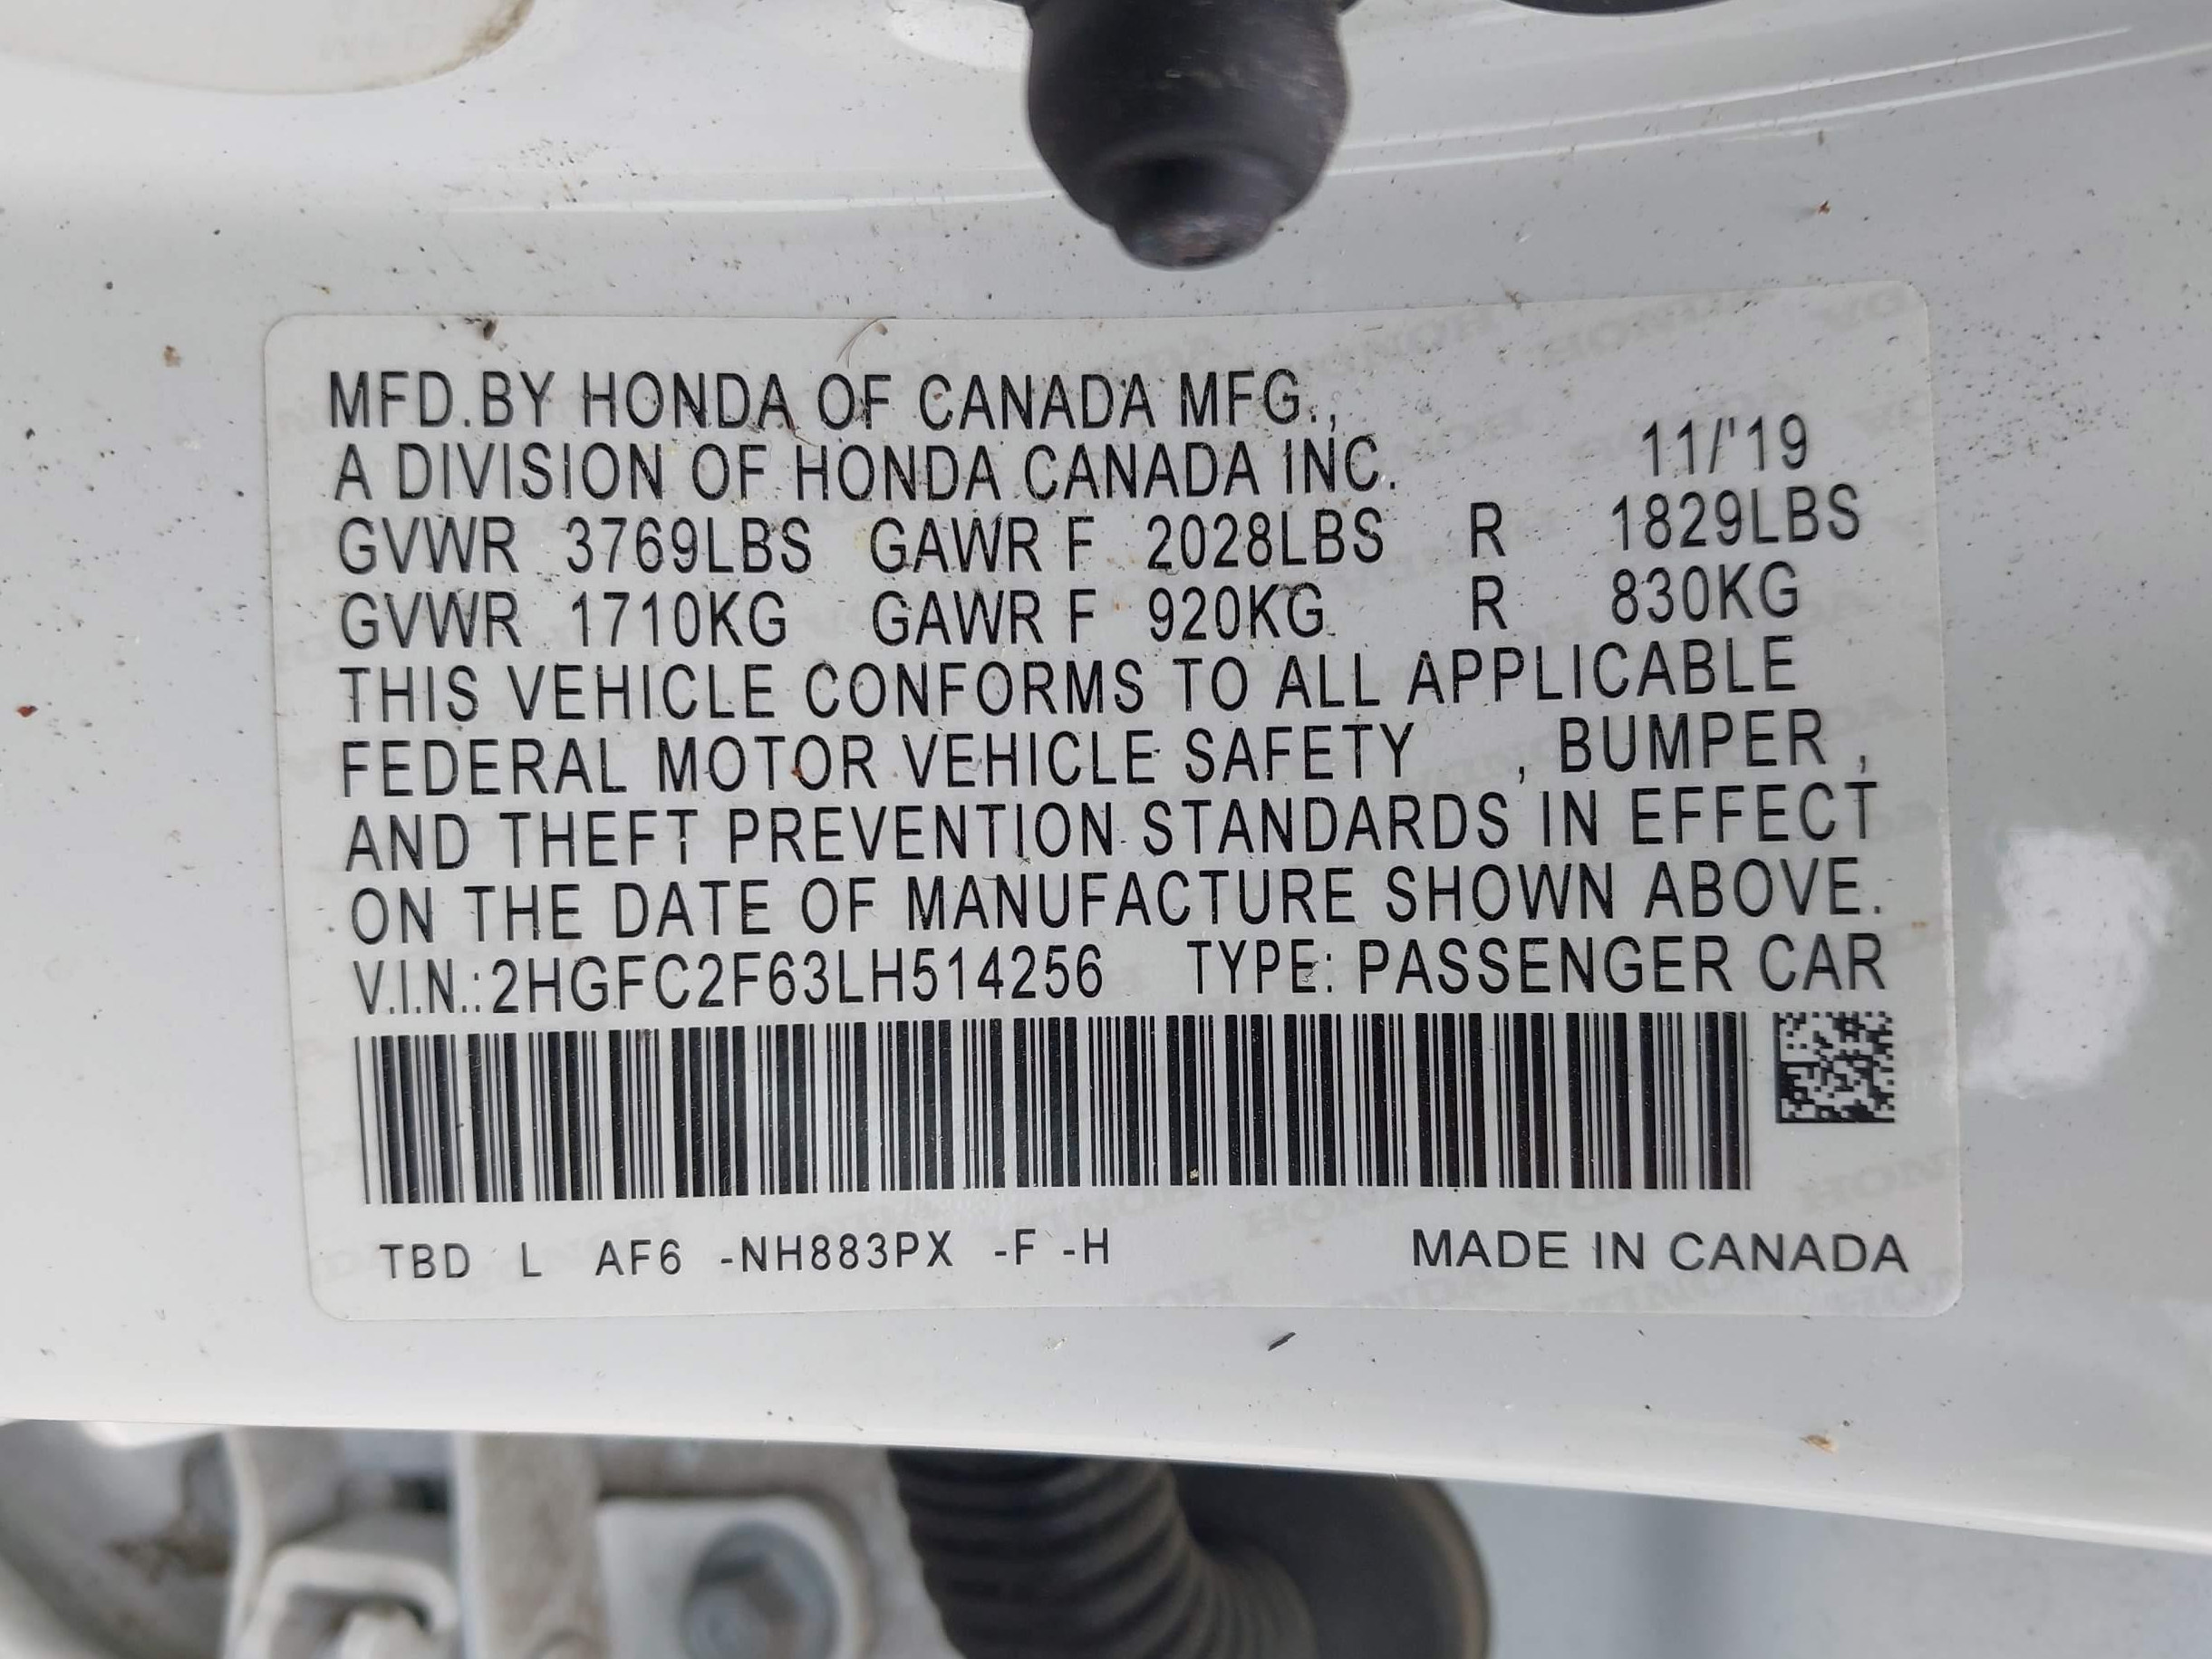 MFD.BY HONDA OF CANADA MFG.,
A DIVISION OF HONDA CANADA INC. 11/'19
GVWR 3769LBS GAWR F 2028LBS R 1829LBS
GVWR 1710KG GAWR F 920KG R 830KG
THIS VEHICLE CONFORMS TO ALL APPLICABLE
FEDERAL MOTOR VEHICLE SAFETY , BUMPER ,
AND THEFT PREVENTION STANDARDS IN EFFECT
ON THE DATE OF MANUFACTURE SHOWN ABOVE.
V.I.N.:2HGFC2F63LH514256 TYPE: PASSENGER CAR
TBD L AF6 -NH883PX -F -H MADE IN CANADA